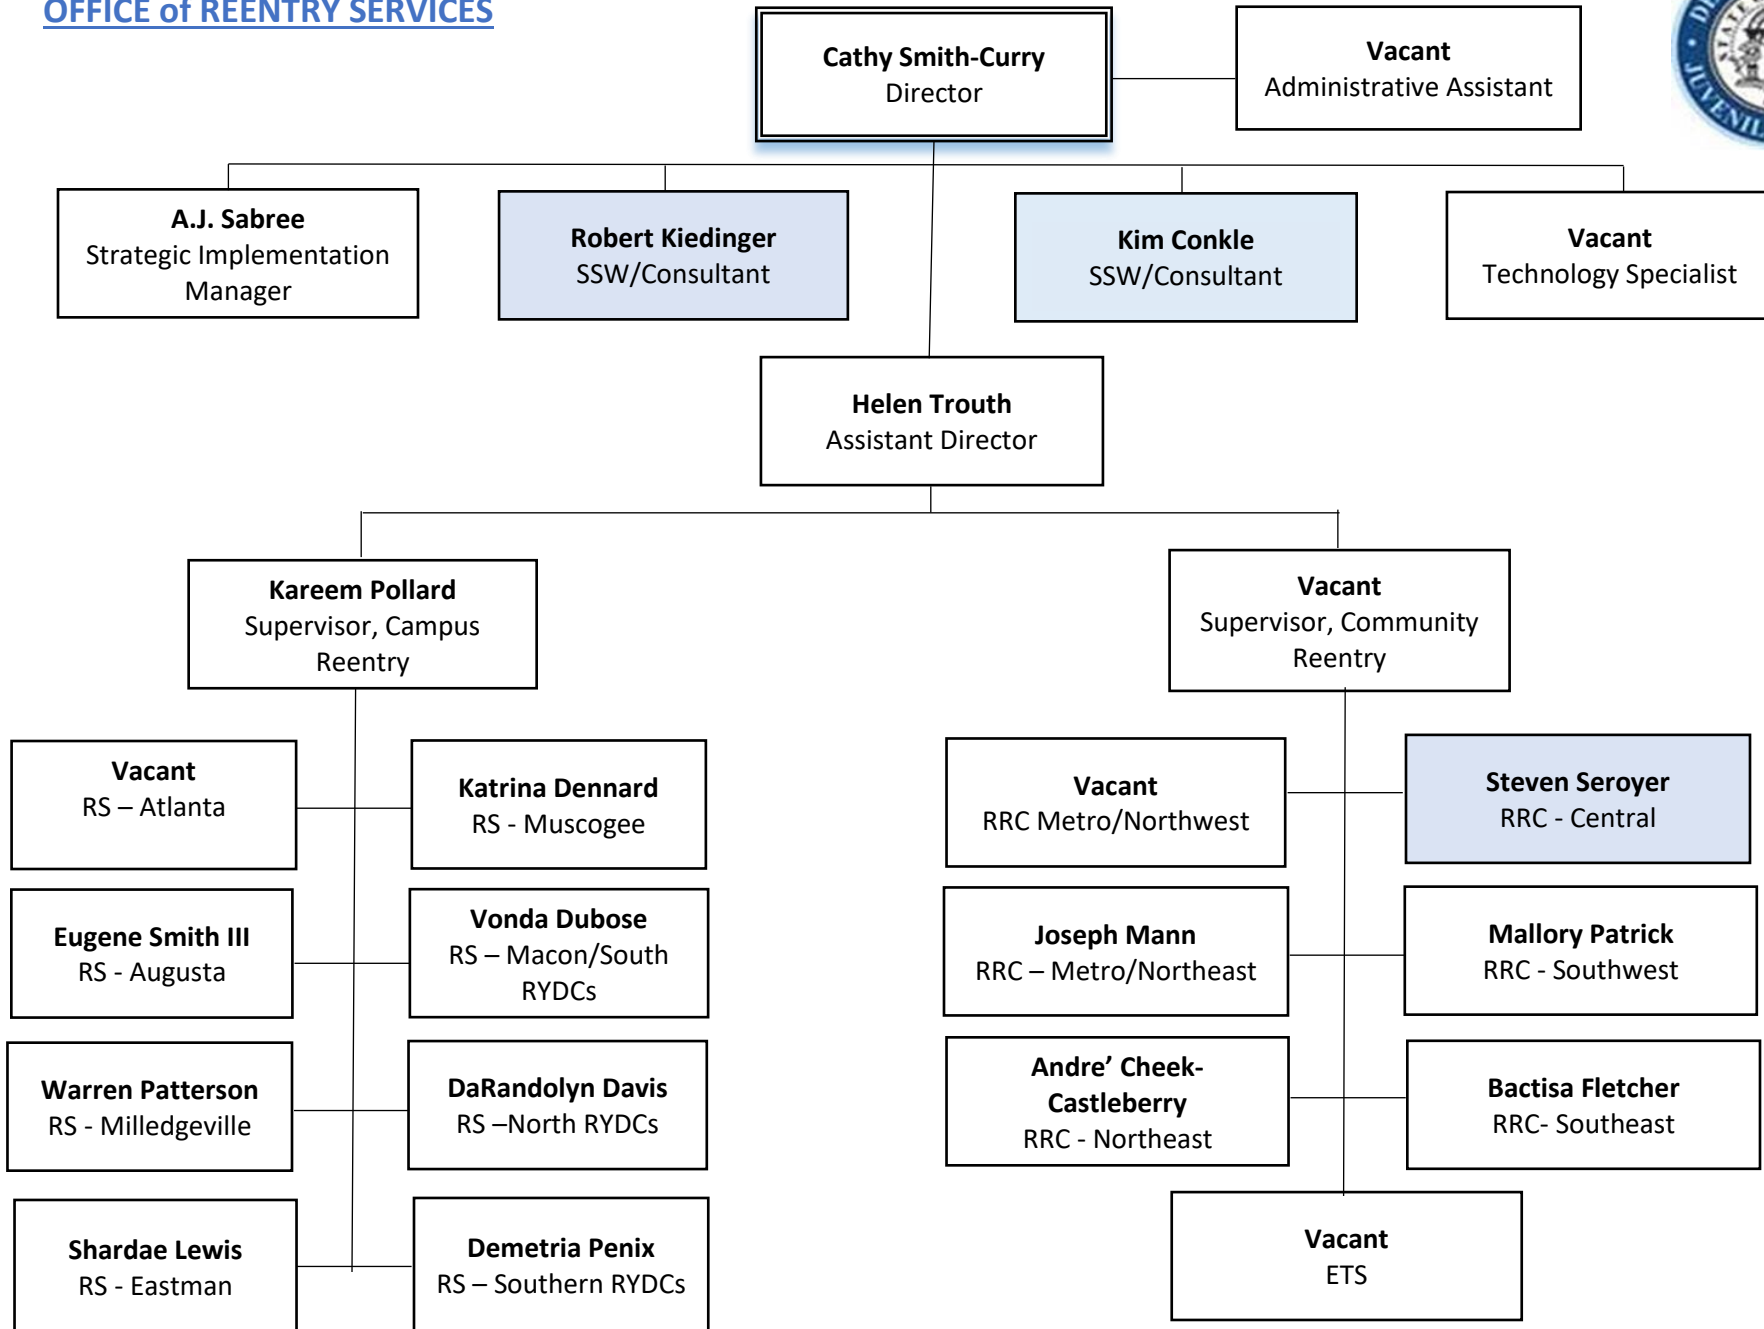 OFFICE of REENTRY SERVICES
Cathy Smith-Curry
Director
Vacant
Administrative Assistant
STATE
JUVENIL
A.J. Sabree
Strategic Implementation
Manager
Robert Kiedinger
SSW/Consultant
Kim Conkle
SSW/Consultant
Vacant
Technology Specialist
Helen Trouth
Assistant Director
Kareem Pollard
Supervisor, Campus
Reentry
Vacant
Supervisor, Community
Reentry
Vacant
RS – Atlanta
Katrina Dennard
RS - Muscogee
Vacant
RRC Metro/Northwest
Steven Seroyer
RRC - Central
Eugene Smith III
RS - Augusta
Vonda Dubose
RS – Macon/South
RYDCs
Joseph Mann
RRC – Metro/Northeast
Mallory Patrick
RRC - Southwest
Warren Patterson
RS - Milledgeville
DaRandolyn Davis
RS –North RYDCs
Andre’ Cheek-
Castleberry
RRC - Northeast
Bactisa Fletcher
RRC- Southeast
Shardae Lewis
RS - Eastman
Demetria Penix
RS – Southern RYDCs
Vacant
ETS